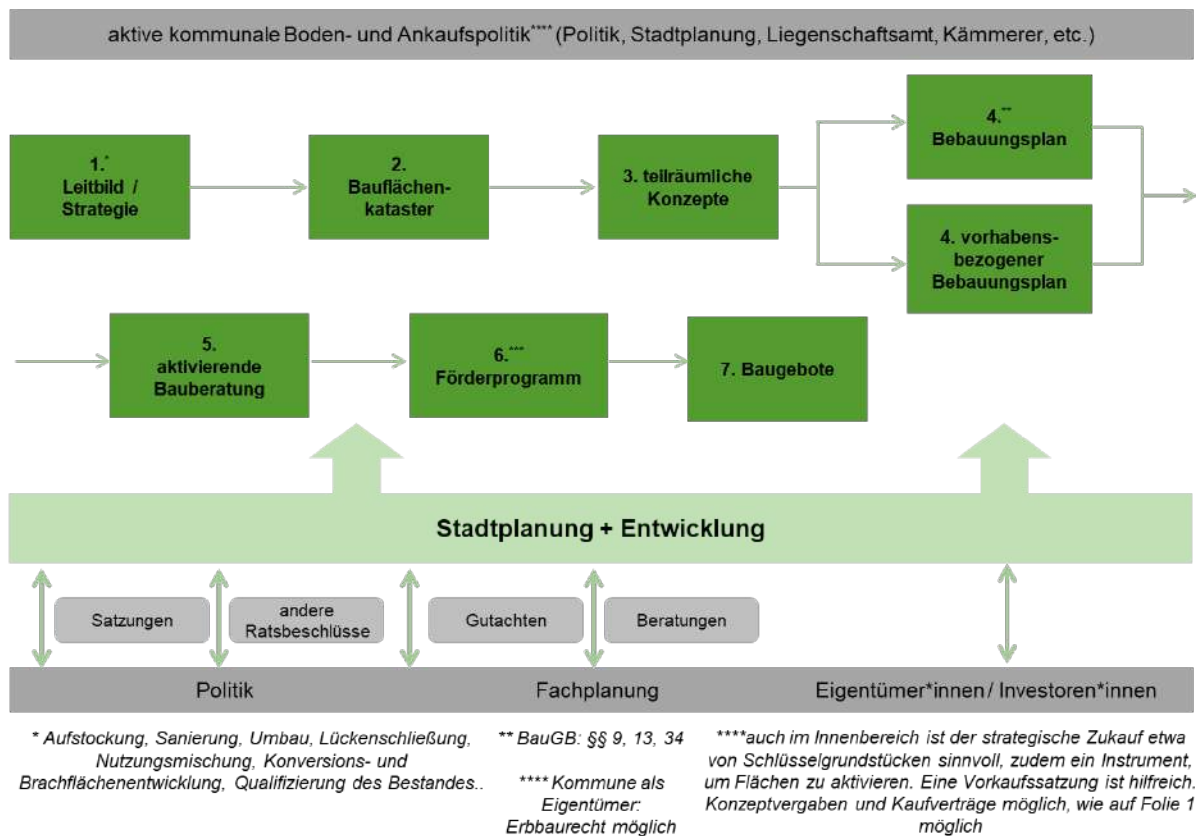 aktive kommunale Boden- und Ankaufspolitik**** (Politik, Stadtplanung, Liegenschaftsamt, Kämmerer, etc.)
1.*
Leitbild /
Strategie
2.
Bauflächen-
kataster
3. teilräumliche
Konzepte
4.**
Bebauungsplan
4. vorhabens-
bezogener
Bebauungsplan
5.
aktivierende
Bauberatung
6.***
Förderprogramm
7. Baugebote
Stadtplanung + Entwicklung
Satzungen
andere
Ratsbeschlüsse
Gutachten
Beratungen
Politik
Fachplanung
Eigentümer*innen / Investoren*innen
* Aufstockung, Sanierung, Umbau, Lückenschließung,
Nutzungsmischung, Konversions- und
Brachflächenentwicklung, Qualifizierung des Bestandes..
** BauGB: §§ 9, 13, 34
**** Kommune als
Eigentümer:
Erbbaurecht möglich
****auch im Innenbereich ist der strategische Zukauf etwa
von Schlüsselgrundstücken sinnvoll, zudem ein Instrument,
um Flächen zu aktivieren. Eine Vorkaufssatzung ist hilfreich.
Konzeptvergaben und Kaufverträge möglich, wie auf Folie 1
möglich